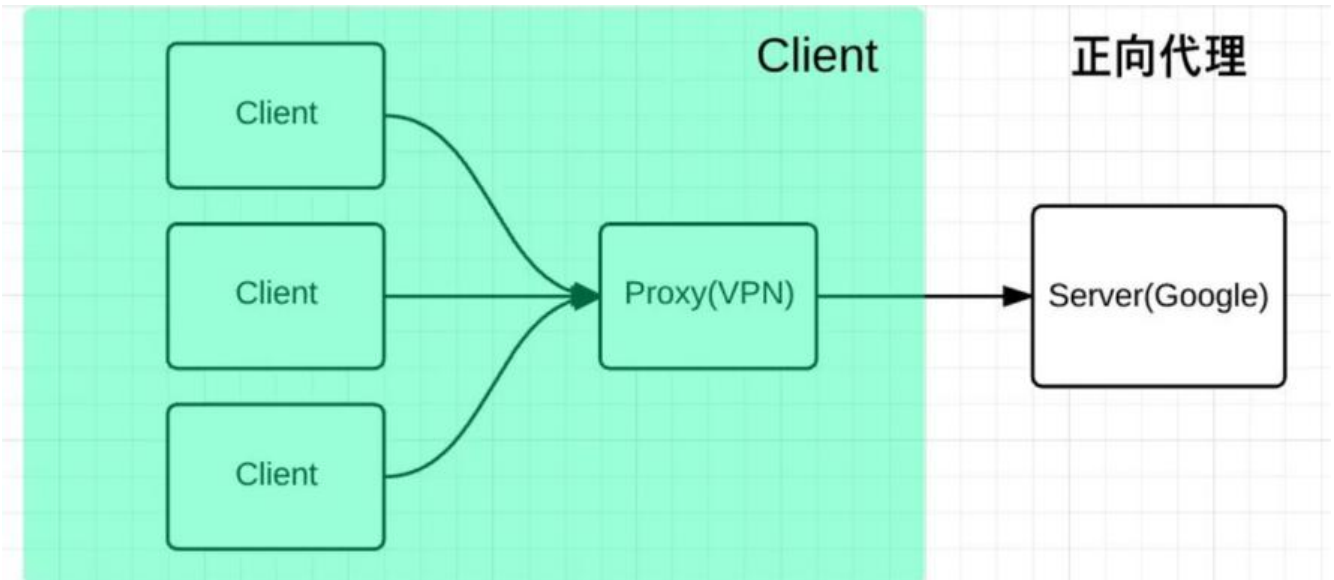 Client
正向代理
Client
Client
Proxy(VPN)
Server(Google)
Client